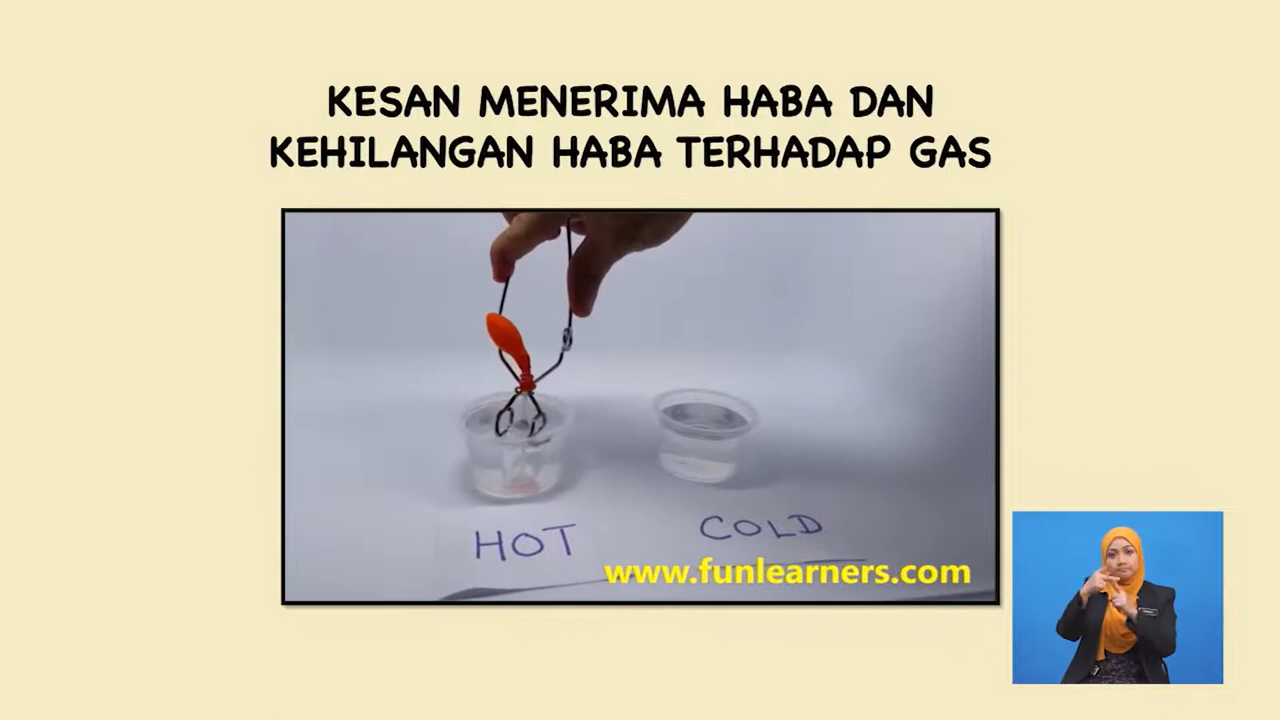 KESAN MENERIMA HABA DAN
KEHILANGAN HABA TERHADAP GAS
HOT
COLD
www.funlearners.com